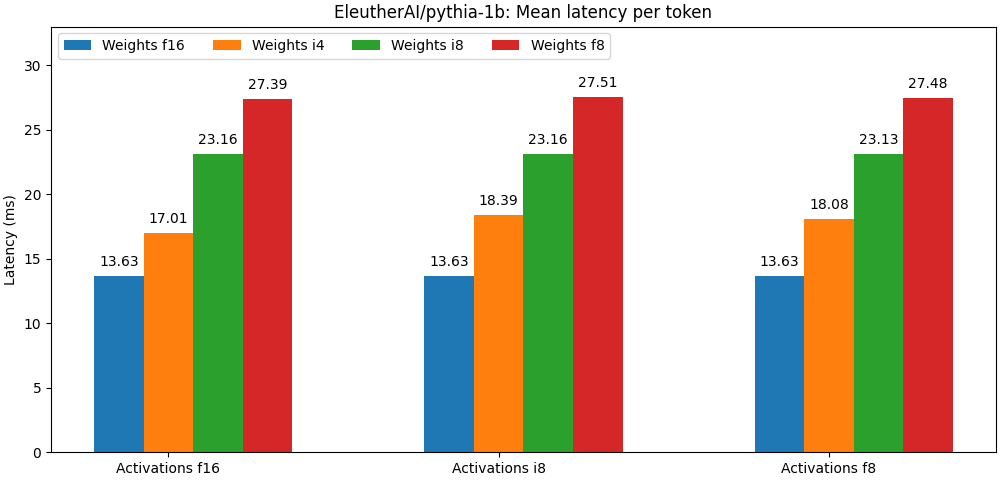 EleutherAI/pythia-1b: Mean latency per token
Weights f16 Weights i4 Weights i8 Weights f8
Latency (ms)
30
25
20
15
10
5
0
13.63 17.01 23.16 27.39
13.63 18.39 23.16 27.51
13.63 18.08 23.13 27.48
Activations f16 Activations i8 Activations f8